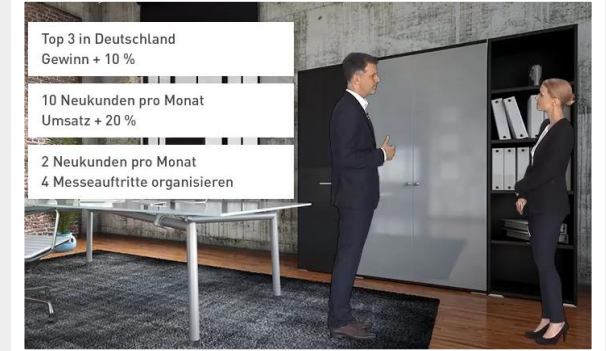 Top 3 in Deutschland
Gewinn + 10 %
10 Neukunden pro Monat
Umsatz + 20 %
2 Neukunden pro Monat
4 Messeauftritte organisieren